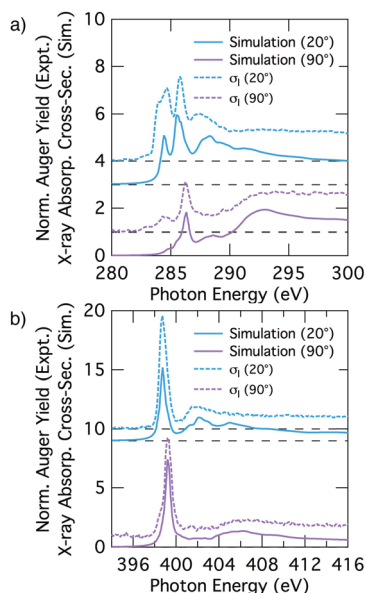 a)
10
8
6
4
2
0
Norm. Auger Yield (Expt.)
X-ray Absorp. Cross-Sec. (Sim.)
Simulation (20°)
Simulation (90°)
σI (20°)
σI (90°)
280 285 290 295 300
Photon Energy (eV)
b)
20
15
10
5
0
Norm. Auger Yield (Expt.)
X-ray Absorp. Cross-Sec. (Sim.)
Simulation (20°)
Simulation (90°)
σI (20°)
σI (90°)
396 400 404 408 412 416
Photon Energy (eV)